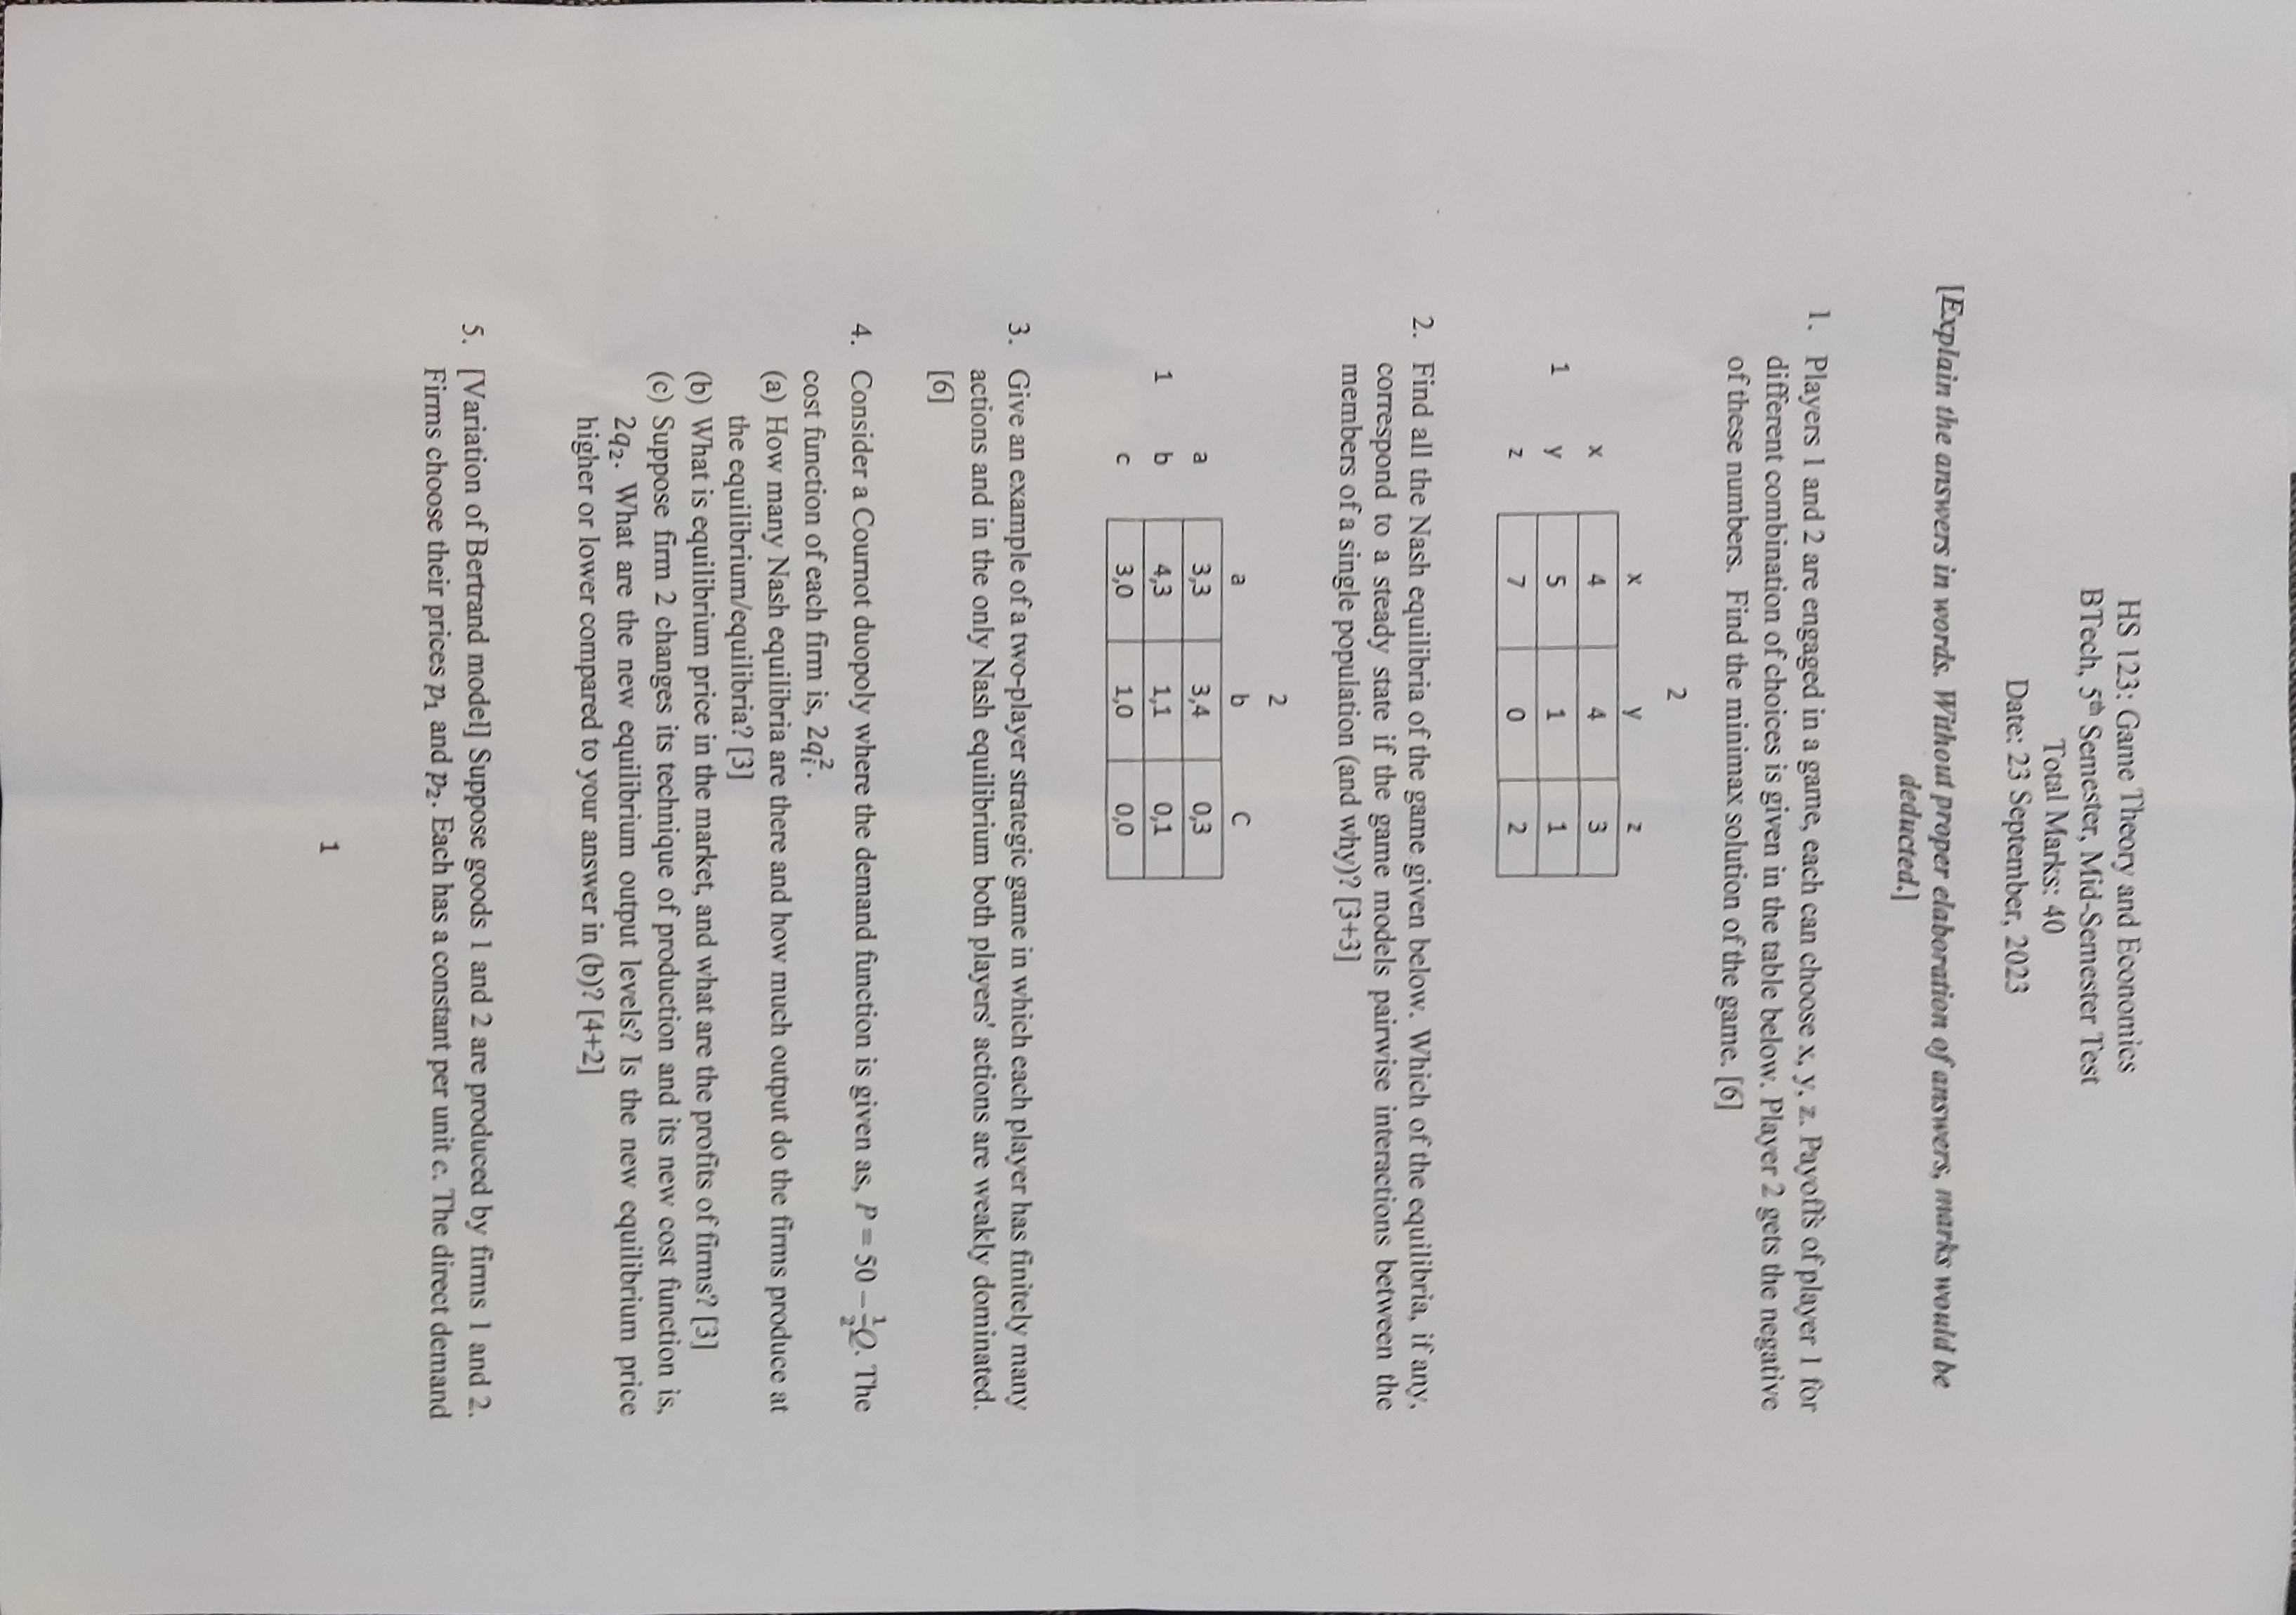 HS 123: Game Theory and Economics
BTech, 5th Semester, Mid-Semester Test
Total Marks: 40
Date: 23 September, 2023
[Explain the answers in words. Without proper elaboration of answers, marks would be
deducted.]
1. Players 1 and 2 are engaged in a game, each can choose x, y, z. Payoffs of player 1 for
different combination of choices is given in the table below. Player 2 gets the negative
of these numbers. Find the minimax solution of the game. [6]
2
x y z
x 4 4 3
1 y 5 1 1
z 7 0 2
2. Find all the Nash equilibria of the game given below. Which of the equilibria, if any,
correspond to a steady state if the game models pairwise interactions between the
members of a single population (and why)? [3+3]
2
a b C
a 3,3 3,4 0,3
1 b 4,3 1,1 0,1
c 3,0 1,0 0,0
3. Give an example of a two-player strategic game in which each player has finitely many
actions and in the only Nash equilibrium both players' actions are weakly dominated.
[6]
4. Consider a Cournot duopoly where the demand function is given as, P = 50 – ½Q. The
cost function of each firm is, 2qᵢ².
(a) How many Nash equilibria are there and how much output do the firms produce at
the equilibrium/equilibria? [3]
(b) What is equilibrium price in the market, and what are the profits of firms? [3]
(c) Suppose firm 2 changes its technique of production and its new cost function is,
2q₂. What are the new equilibrium output levels? Is the new equilibrium price
higher or lower compared to your answer in (b)? [4+2]
5. [Variation of Bertrand model] Suppose goods 1 and 2 are produced by firms 1 and 2.
Firms choose their prices p₁ and p₂. Each has a constant per unit c. The direct demand
1